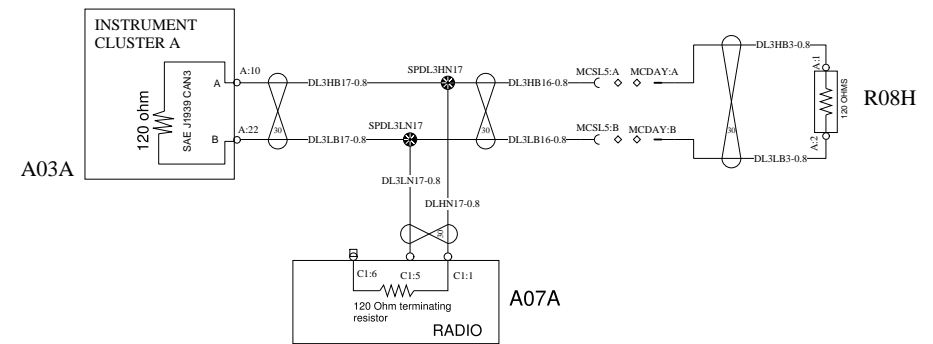 INSTRUMENT
CLUSTER A
A03A
120 ohm
SAE J1939 CAN3
A
B
A:10
A:22
30
DL3HB17-0.8
DL3LB17-0.8
SPDL3HN17
SPDL3LN17
30
DL3HB16-0.8
DL3LB16-0.8
MCSL5:A
MCDAY:A
MCSL5:B
MCDAY:B
DL3HB3-0.8
DL3LB3-0.8
30
A:1
120 OHMS
A:2
R08H
DL3LN17-0.8
DLHN17-0.8
30
C1:6
C1:5
C1:1
120 Ohm terminating
resistor
RADIO
A07A